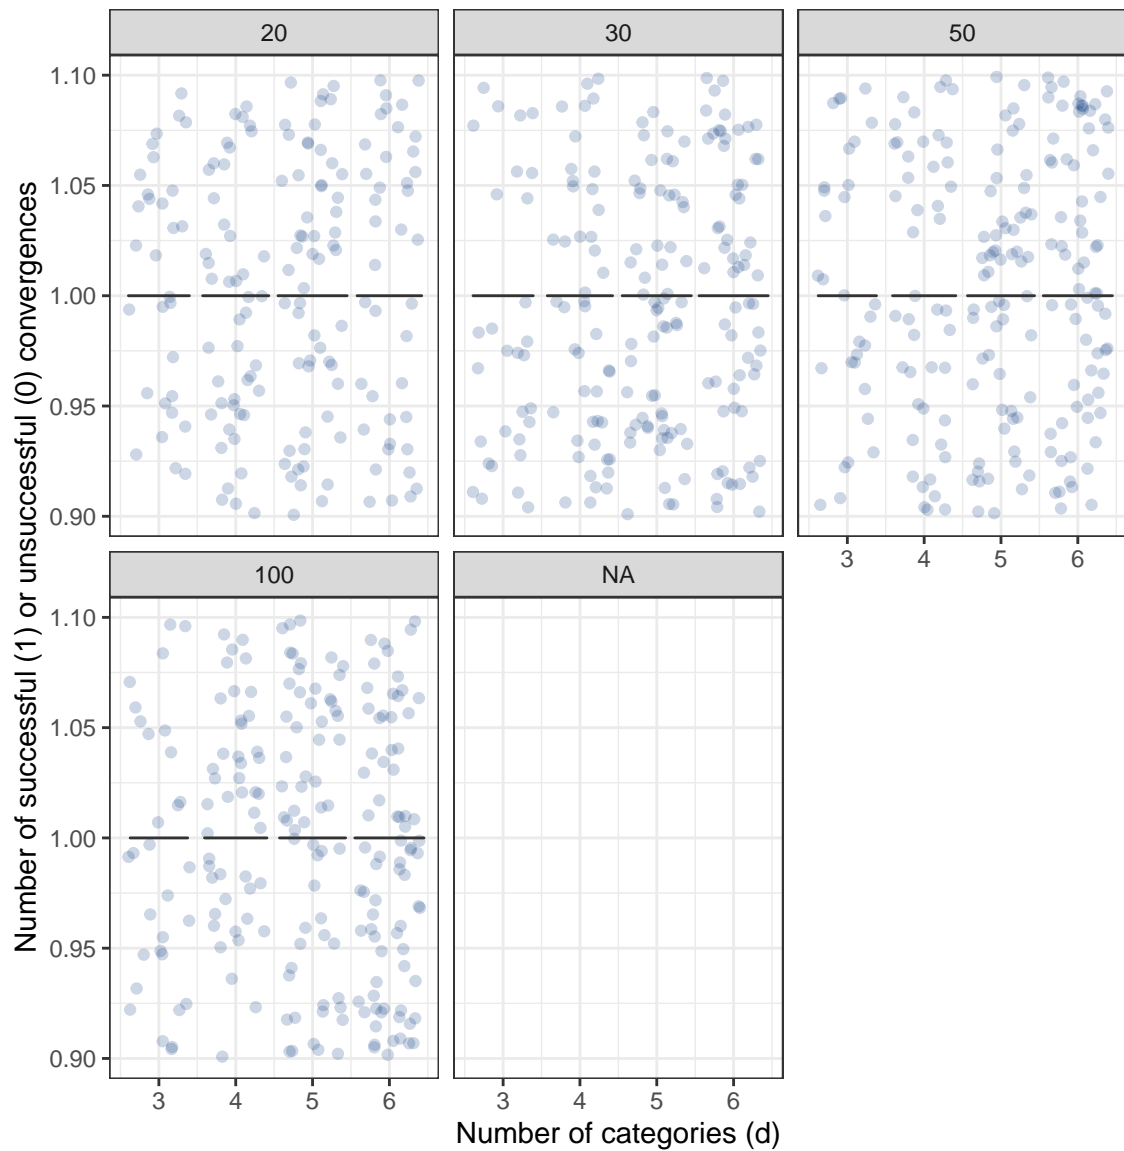 20
30
50
1.10
1.05
1.00
0.95
0.90
3 4 5 6
100
NA
1.10
1.05
1.00
0.95
0.90
3 4 5 6
3 4 5 6
Number of categories (d)
Number of successful (1) or unsuccessful (0) convergences